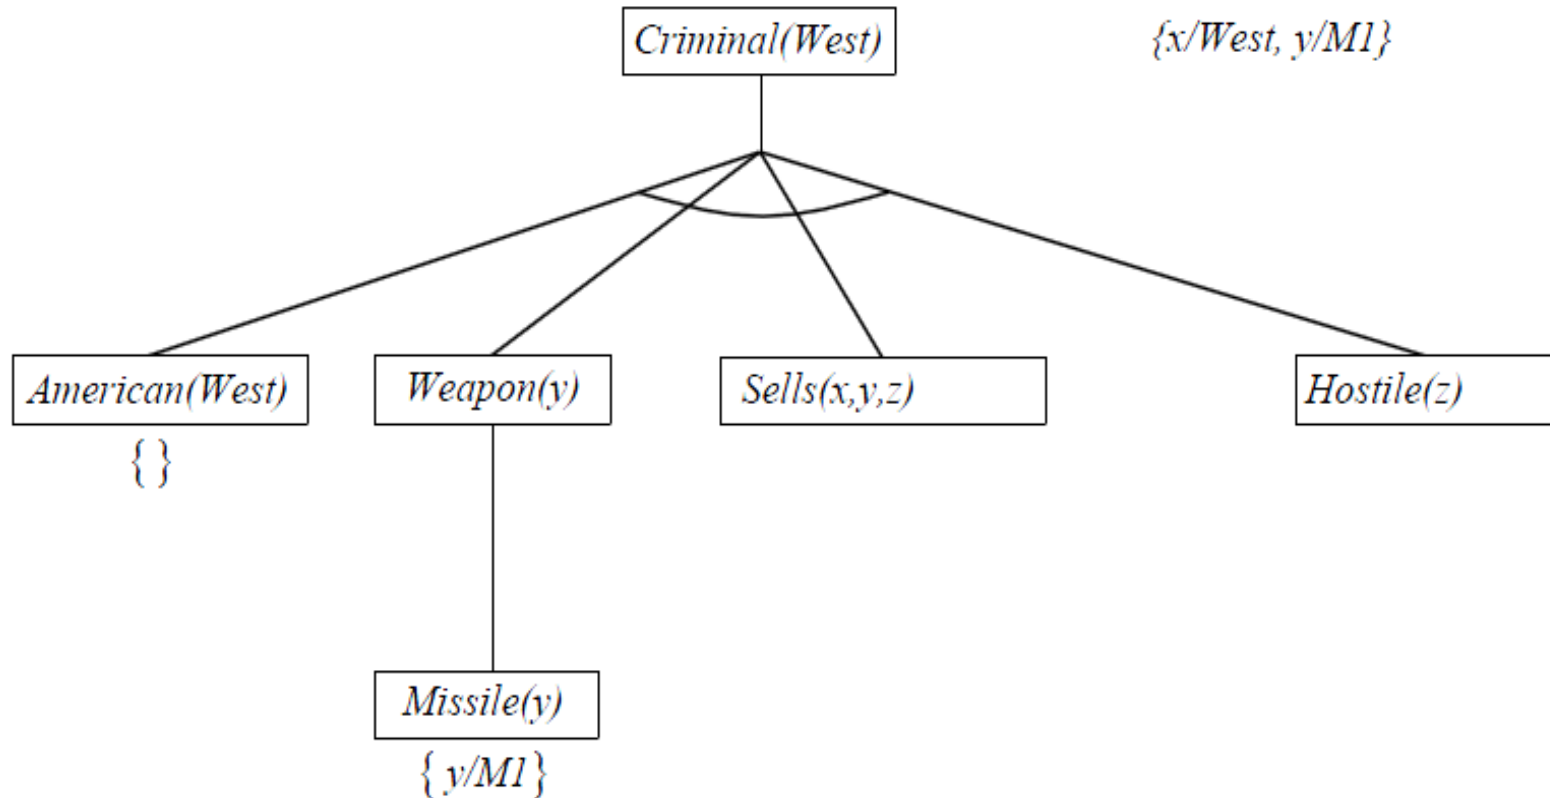 Criminal(West)
{x/West, y/M1}
American(West)
Weapon(y)
Sells(x,y,z)
Hostile(z)
{ }
Missile(y)
{ y/M1}